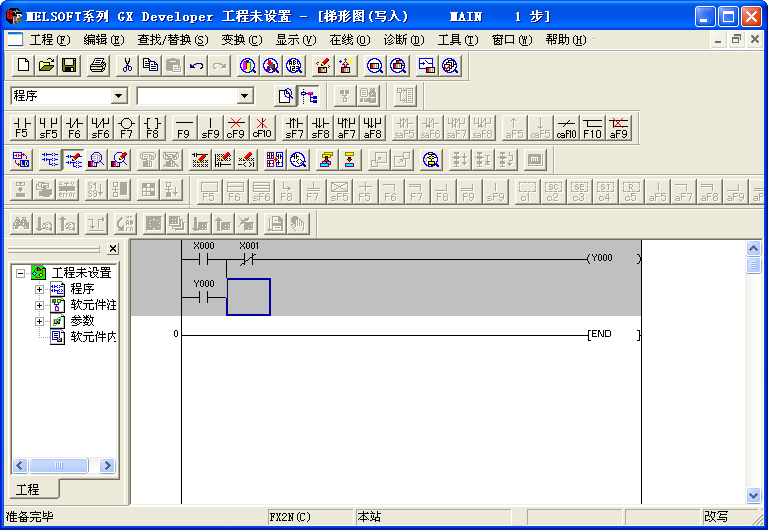 MELSOFT系列 GX Developer 工程未设置 - [梯形图(写入) MAIN 1 步]
工程(F) 编辑(E) 查找/替换(S) 变换(C) 显示(V) 在线(O) 诊断(D) 工具(T) 窗口(W) 帮助(H)
程序
F5 sF5 F6 sF6 F7 F8 F9 sF9 cF9 cF10 sF7 sF8 aF7 aF8 saF5 saF6 saF7 saF8 aF5 caF5 caF10 F10 aF9
F5 F6 sF6 F8 F7 sF5 F5 F6 F7 F8 F9 sF9 c1 c2 c3 c4 c5 aF5 aF7 aF8 aF9
工程未设置
程序
软元件注
参数
软元件内
工程
X000 X001
(Y000 )
Y000
0 [END ]
准备完毕 FX2N(C) 本站 改写